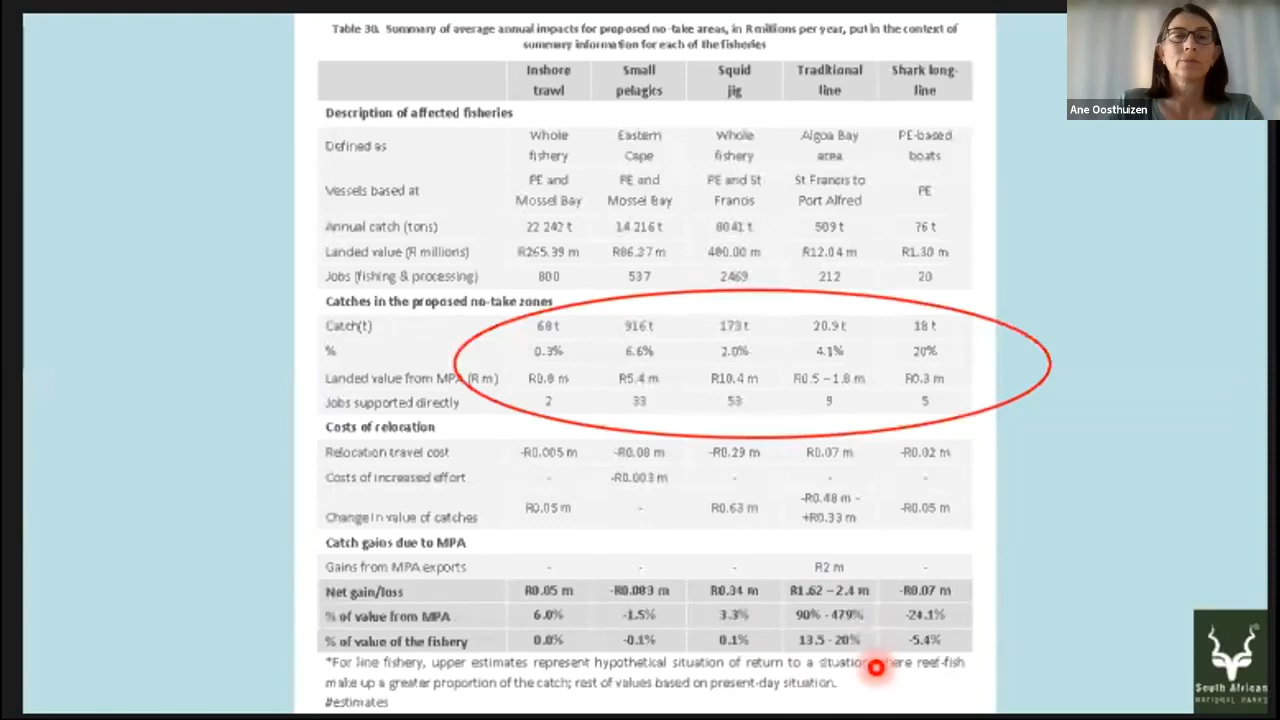 Table 30. Summary of average annual impacts for proposed no-take areas, in R millions per year, put in the context of
summary information for each of the fisheries
Inshore trawl Small pelagics Squid jig Traditional line Shark long-line
Description of affected fisheries
Defined as Whole fishery Eastern Cape Whole fishery Algoa Bay area PE-based boats
Vessels based at PE and Mossel Bay PE and Mossel Bay PE and St Francis St Francis to Port Alfred PE
Annual catch (tons) 22 242 t 14 216 t 8041 t 509 t 76 t
Landed value (R millions) R265.39 m R86.27 m 480.00 m R12.04 m R1.30 m
Jobs (fishing & processing) 800 537 2469 212 20
Catches in the proposed no-take zones
Catch(t) 68 t 916 t 173 t 20.9 t 18 t
% 0.3% 6.6% 2.0% 4.1% 20%
Landed value from MPA (R m) R0.8 m R5.4 m R10.4 m R0.5 – 1.8 m R0.3 m
Jobs supported directly 2 33 53 9 5
Costs of relocation
Relocation travel cost -R0.005 m -R0.08 m -R0.29 m R0.07 m -R0.02 m
Costs of increased effort - -R0.003 m - - -
Change in value of catches R0.05 m - R0.63 m -R0.48 m - +R0.33 m -R0.05 m
Catch gains due to MPA
Gains from MPA exports - - - R2 m -
Net gain/loss R0.05 m -R0.083 m R0.34 m R1.62 – 2.4 m -R0.07 m
% of value from MPA 6.0% -1.5% 3.3% 90% - 479% -24.1%
% of value of the fishery 0.0% -0.1% 0.1% 13.5 - 20% -5.4%
*For line fishery, upper estimates represent hypothetical situation of return to a situation reef-fish
make up a greater proportion of the catch; rest of values based on present-day situation.
#estimates
Ane Oosthuizen
South African
NATIONAL PARKS